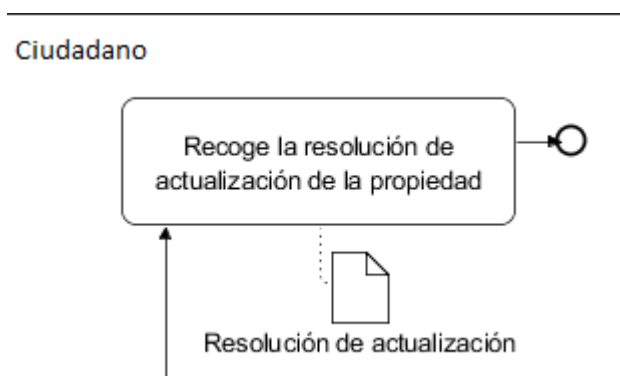 Ciudadano
Recoge la resolución de
actualización de la propiedad
Resolución de actualización